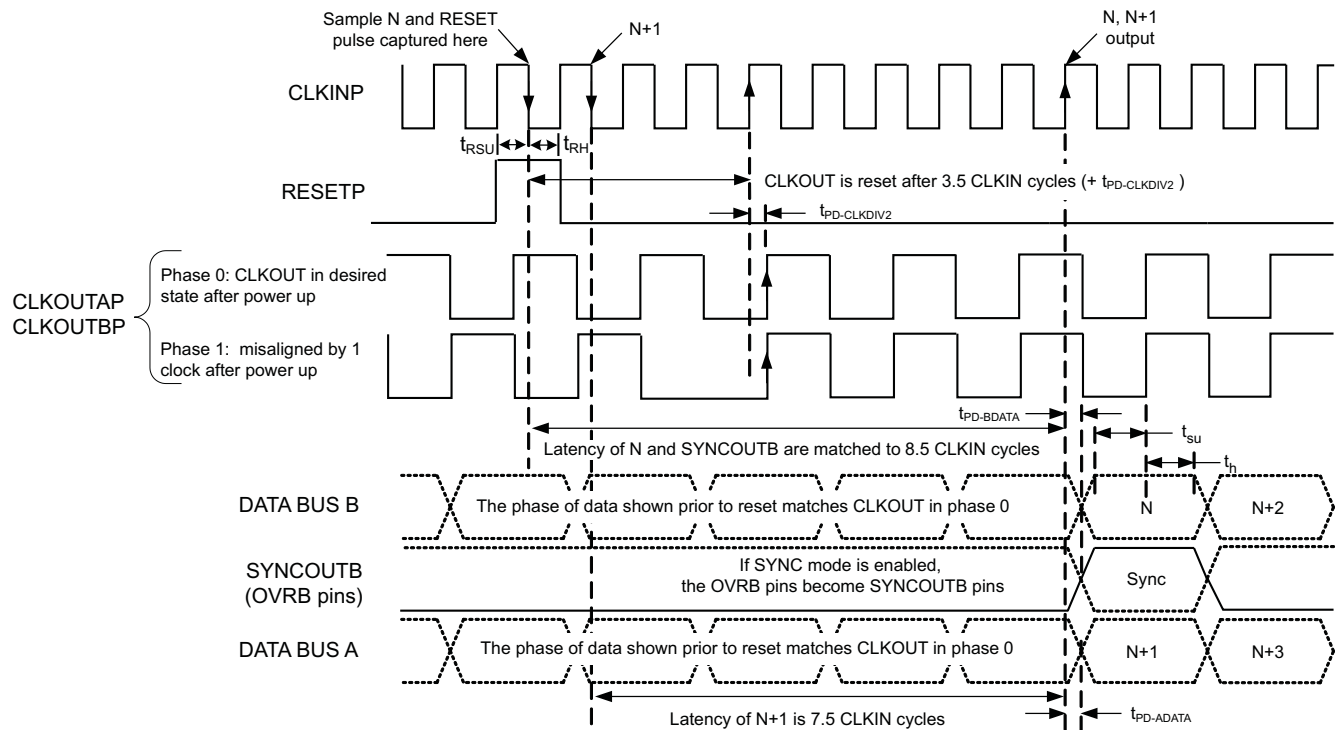 Sample N and RESET
pulse captured here
N+1
N, N+1
output
CLKINP
tRSU
tRH
RESETP
CLKOUT is reset after 3.5 CLKIN cycles (+ tPD-CLKDIV2 )
tPD-CLKDIV2
CLKOUTAP
CLKOUTBP
Phase 0: CLKOUT in desired
state after power up
Phase 1:  misaligned by 1
clock after power up
tPD-BDATA
tsu
Latency of N and SYNCOUTB are matched to 8.5 CLKIN cycles
th
DATA BUS B
The phase of data shown prior to reset matches CLKOUT in phase 0
N
N+2
SYNCOUTB
(OVRB pins)
If SYNC mode is enabled,
the OVRB pins become SYNCOUTB pins
Sync
DATA BUS A
The phase of data shown prior to reset matches CLKOUT in phase 0
N+1
N+3
Latency of N+1 is 7.5 CLKIN cycles
tPD-ADATA